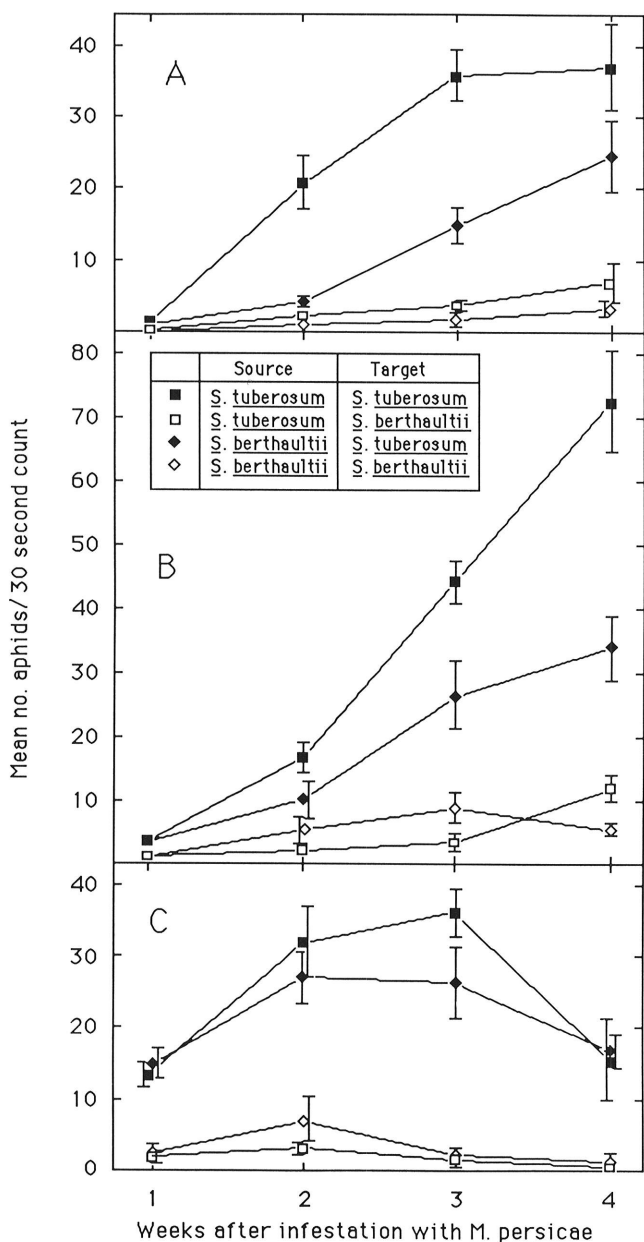 40
A
30
20
10
80
Source Target
S. tuberosum S. tuberosum
S. tuberosum S. berthaultii
S. berthaultii S. tuberosum
S. berthaultii S. berthaultii
70
60
50
B
40
30
20
10
40
C
30
20
10
0
1 2 3 4
Weeks after infestation with M. persicae
Mean no. aphids/30 second count